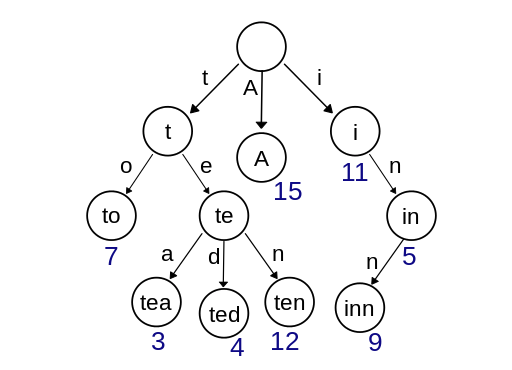 t A i
t A i
15 11
o e n
to te in
7 5
a d n n
tea ted ten inn
3 4 12 9